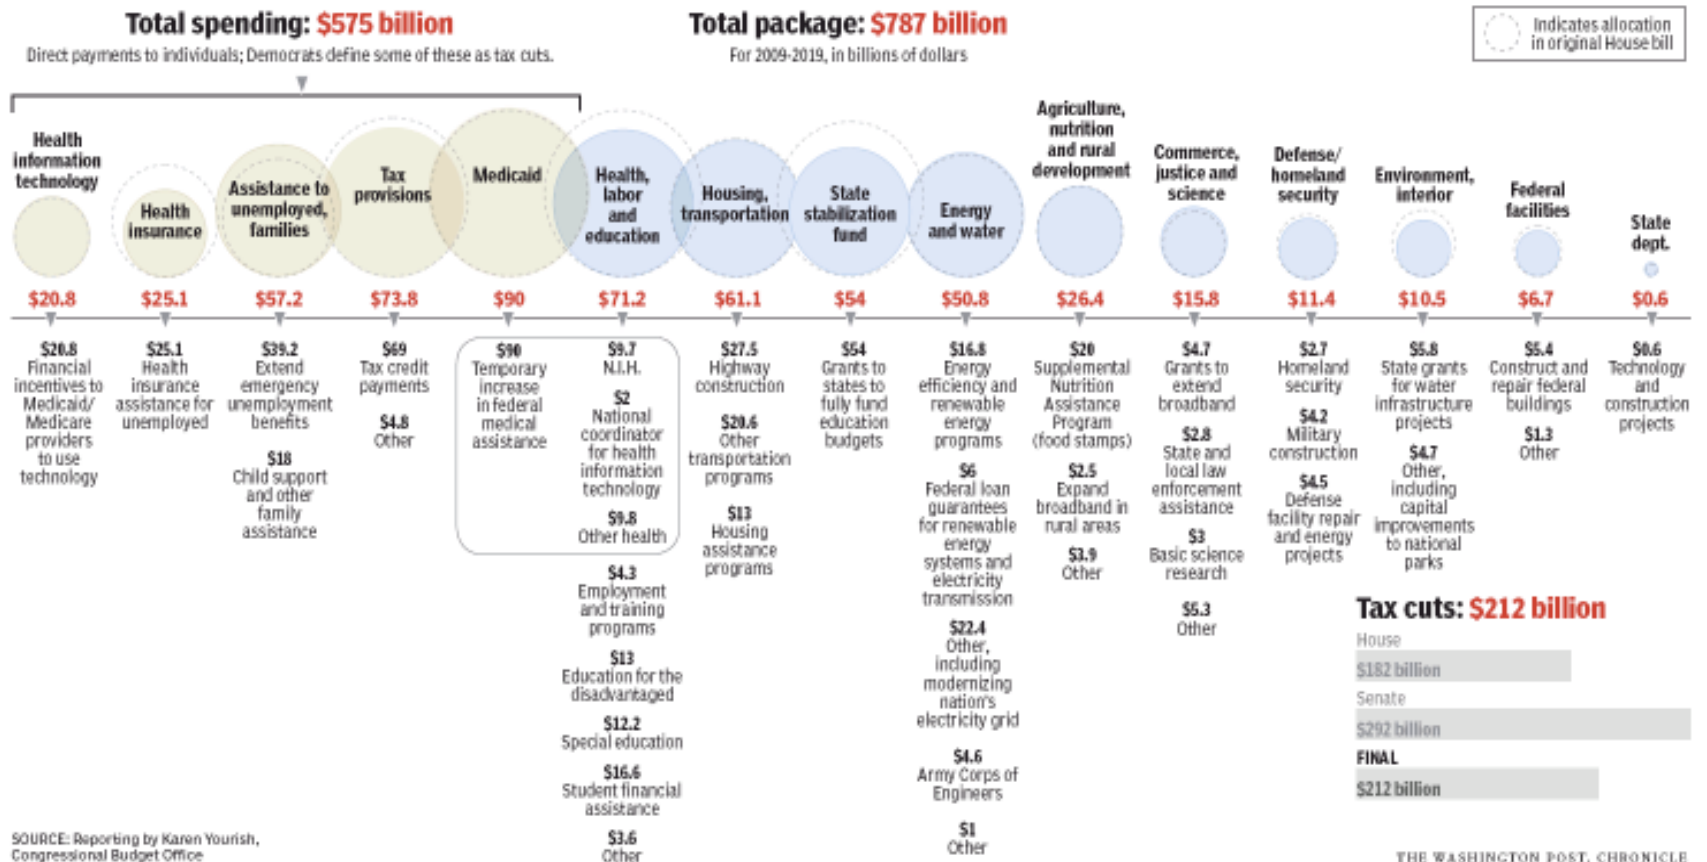 Total spending: $575 billion
Direct payments to individuals; Democrats define some of these as tax cuts.
Total package: $787 billion
For 2009-2019, in billions of dollars
Indicates allocation
in original House bill
Health
information
technology
$20.8
$20.8
Financial
incentives to
Medicaid/
Medicare
providers
to use
technology
Health
insurance
$25.1
$25.1
Health
insurance
assistance for
unemployed
Assistance to
unemployed,
families
$57.2
$39.2
Extend
emergency
unemployment
benefits
$18
Child support
and other
family
assistance
Tax
provisions
$73.8
$69
Tax credit
payments
$4.8
Other
Medicaid
$90
$90
Temporary
increase
in federal
medical
assistance
Health,
labor
and
education
$71.2
$9.7
N.I.H.
$2
National
coordinator
for health
information
technology
$9.8
Other health
$4.3
Employment
and training
programs
$13
Education for the
disadvantaged
$12.2
Special education
$16.6
Student financial
assistance
$3.6
Other
Housing,
transportation
$61.1
$27.5
Highway
construction
$20.6
Other
transportation
programs
$13
Housing
assistance
programs
State
stabilization
fund
$54
$54
Grants to
states to
fully fund
education
budgets
Energy
and water
$50.8
$16.8
Energy
efficiency and
renewable
energy
programs
$6
Federal loan
guarantees
for renewable
energy
systems and
electricity
transmission
$22.4
Other,
including
modernizing
nation's
electricity grid
$4.6
Army Corps of
Engineers
$1
Other
Agriculture,
nutrition
and rural
development
$26.4
$20
Supplemental
Nutrition
Assistance
Program
(food stamps)
$2.5
Expand
broadband in
rural areas
$3.9
Other
Commerce,
justice and
science
$15.8
$4.7
Grants to
extend
broadband
$2.8
State and
local law
enforcement
assistance
$3
Basic science
research
$5.3
Other
Defense/
homeland
security
$11.4
$2.7
Homeland
security
$4.2
Military
construction
$4.5
Defense
facility repair
and energy
projects
Environment,
interior
$10.5
$5.8
State grants
for water
infrastructure
projects
$4.7
Other,
including
capital
improvements
to national
parks
Federal
facilities
$6.7
$5.4
Construct and
repair federal
buildings
$1.3
Other
State
dept.
$0.6
$0.6
Technology
and
construction
projects
Tax cuts: $212 billion
House
$182 billion
Senate
$292 billion
FINAL
$212 billion
SOURCE: Reporting by Karen Yourish,
Congressional Budget Office
THE WASHINGTON POST, CHRONICLE